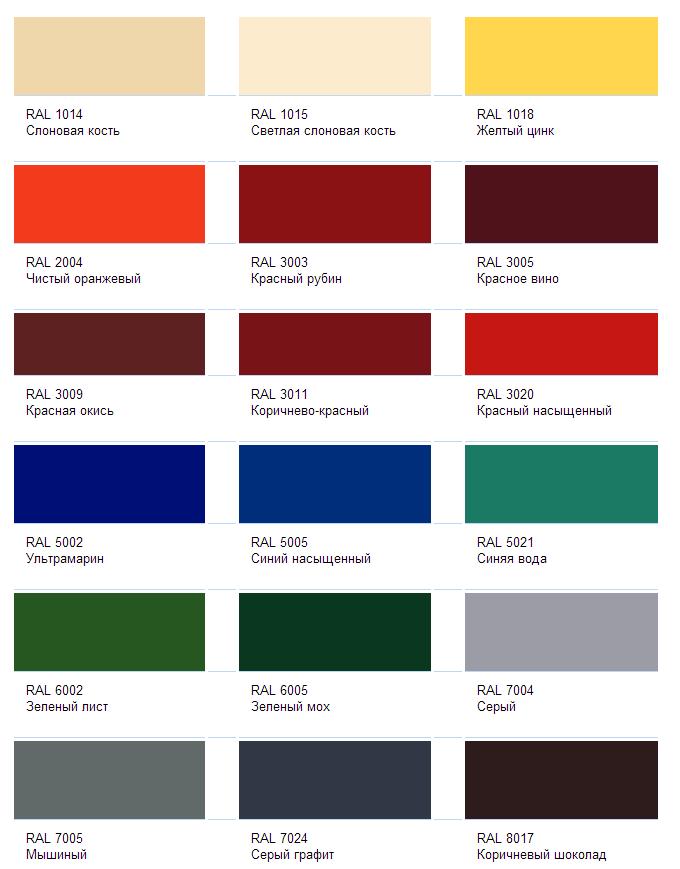 RAL 1014
Слоновая кость
RAL 1015
Светлая слоновая кость
RAL 1018
Желтый цинк
RAL 2004
Чистый оранжевый
RAL 3003
Красный рубин
RAL 3005
Красное вино
RAL 3009
Красная окись
RAL 3011
Коричнево-красный
RAL 3020
Красный насыщенный
RAL 5002
Ультрамарин
RAL 5005
Синий насыщенный
RAL 5021
Синяя вода
RAL 6002
Зеленый лист
RAL 6005
Зеленый мох
RAL 7004
Серый
RAL 7005
Мышиный
RAL 7024
Серый графит
RAL 8017
Коричневый шоколад